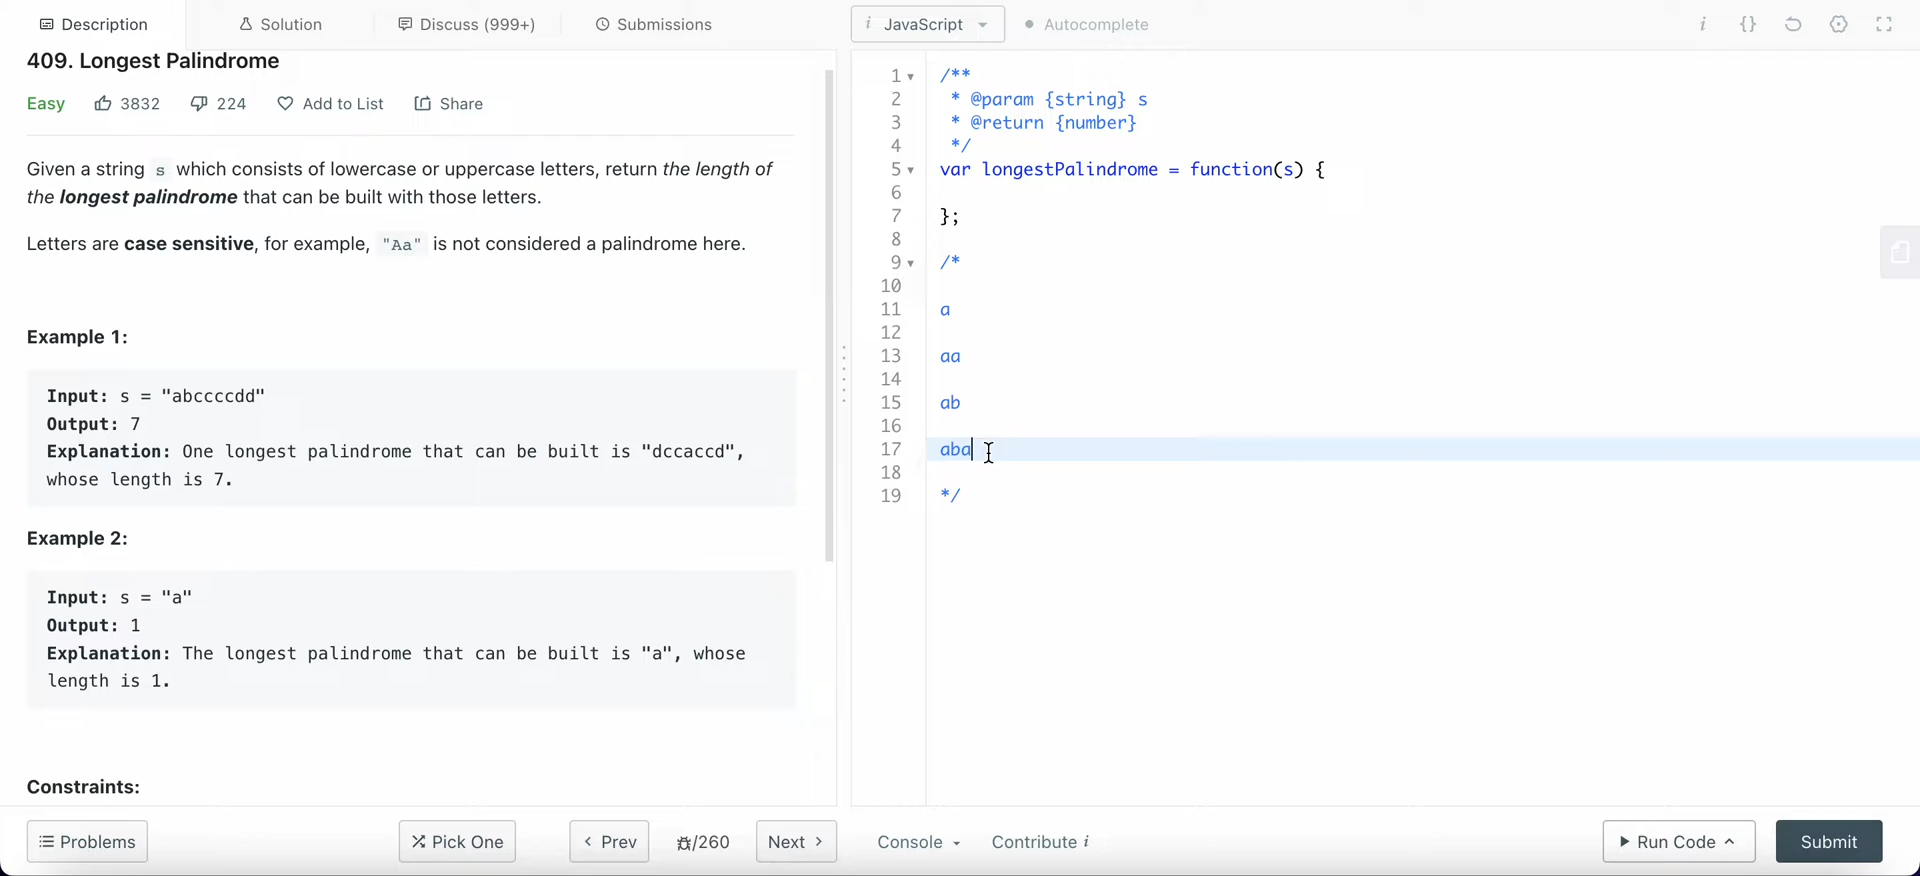 Description
Solution
Discuss (999+)
Submissions
i JavaScript
Autocomplete
i {}
409. Longest Palindrome
Easy 3832 224 Add to List Share
Given a string s which consists of lowercase or uppercase letters, return the length of
the longest palindrome that can be built with those letters.
Letters are case sensitive, for example, "Aa" is not considered a palindrome here.
Example 1:
Input: s = "abccccdd"
Output: 7
Explanation: One longest palindrome that can be built is "dccaccd",
whose length is 7.
Example 2:
Input: s = "a"
Output: 1
Explanation: The longest palindrome that can be built is "a", whose
length is 1.
Constraints:
1 /**
2 * @param {string} s
3 * @return {number}
4 */
5 var longestPalindrome = function(s) {
6
7 };
8
9 /*
10
11 a
12
13 aa
14
15 ab
16
17 aba
18
19 */
Problems
Pick One
< Prev
/260
Next >
Console
Contribute i
Run Code
Submit